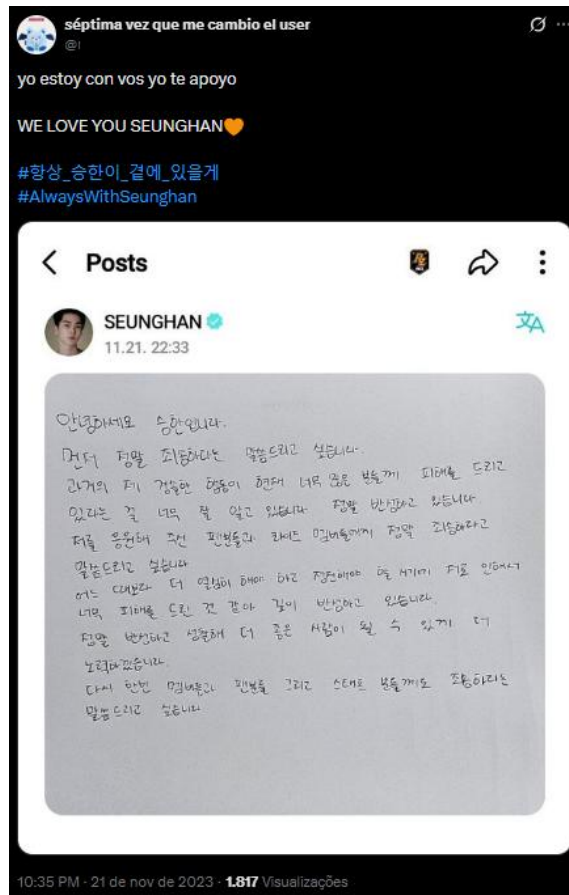 séptima vez que me cambio el user
@
yo estoy con vos yo te apoyo
WE LOVE YOU SEUNGHAN🧡
#항상_승한이_곁에_있을게
#AlwaysWithSeunghan
Posts
SEUNGHAN
11.21. 22:33
안녕하세요 승한입니다.
먼저 정말 죄송하다는 말씀드리고 싶습니다.
과거의 제 경솔한 행동이 현재 너무 많은 분들께 피해를 드리고
있다는 걸 너무 잘 알고 있습니다 정말 반성하고 있습니다.
저를 응원해 주신 팬분들과 라이즈 멤버들에게 정말 죄송하다고
말씀드리고 싶습니다
어느 때보다 더 열심히 해야 하고 전진해야 할 시기에 저로 인해서
너무 피해를 드린 것 같아 깊이 반성하고 있습니다.
정말 반성하고 성찰해 더 좋은 사람이 될 수 있게 더
노력하겠습니다.
다시 한번 멤버들과 팬분들 그리고 스태프 분들께도 죄송하다는
말씀드리고 싶습니다
10:35 PM · 21 de nov de 2023 · 1.817 Visualizações